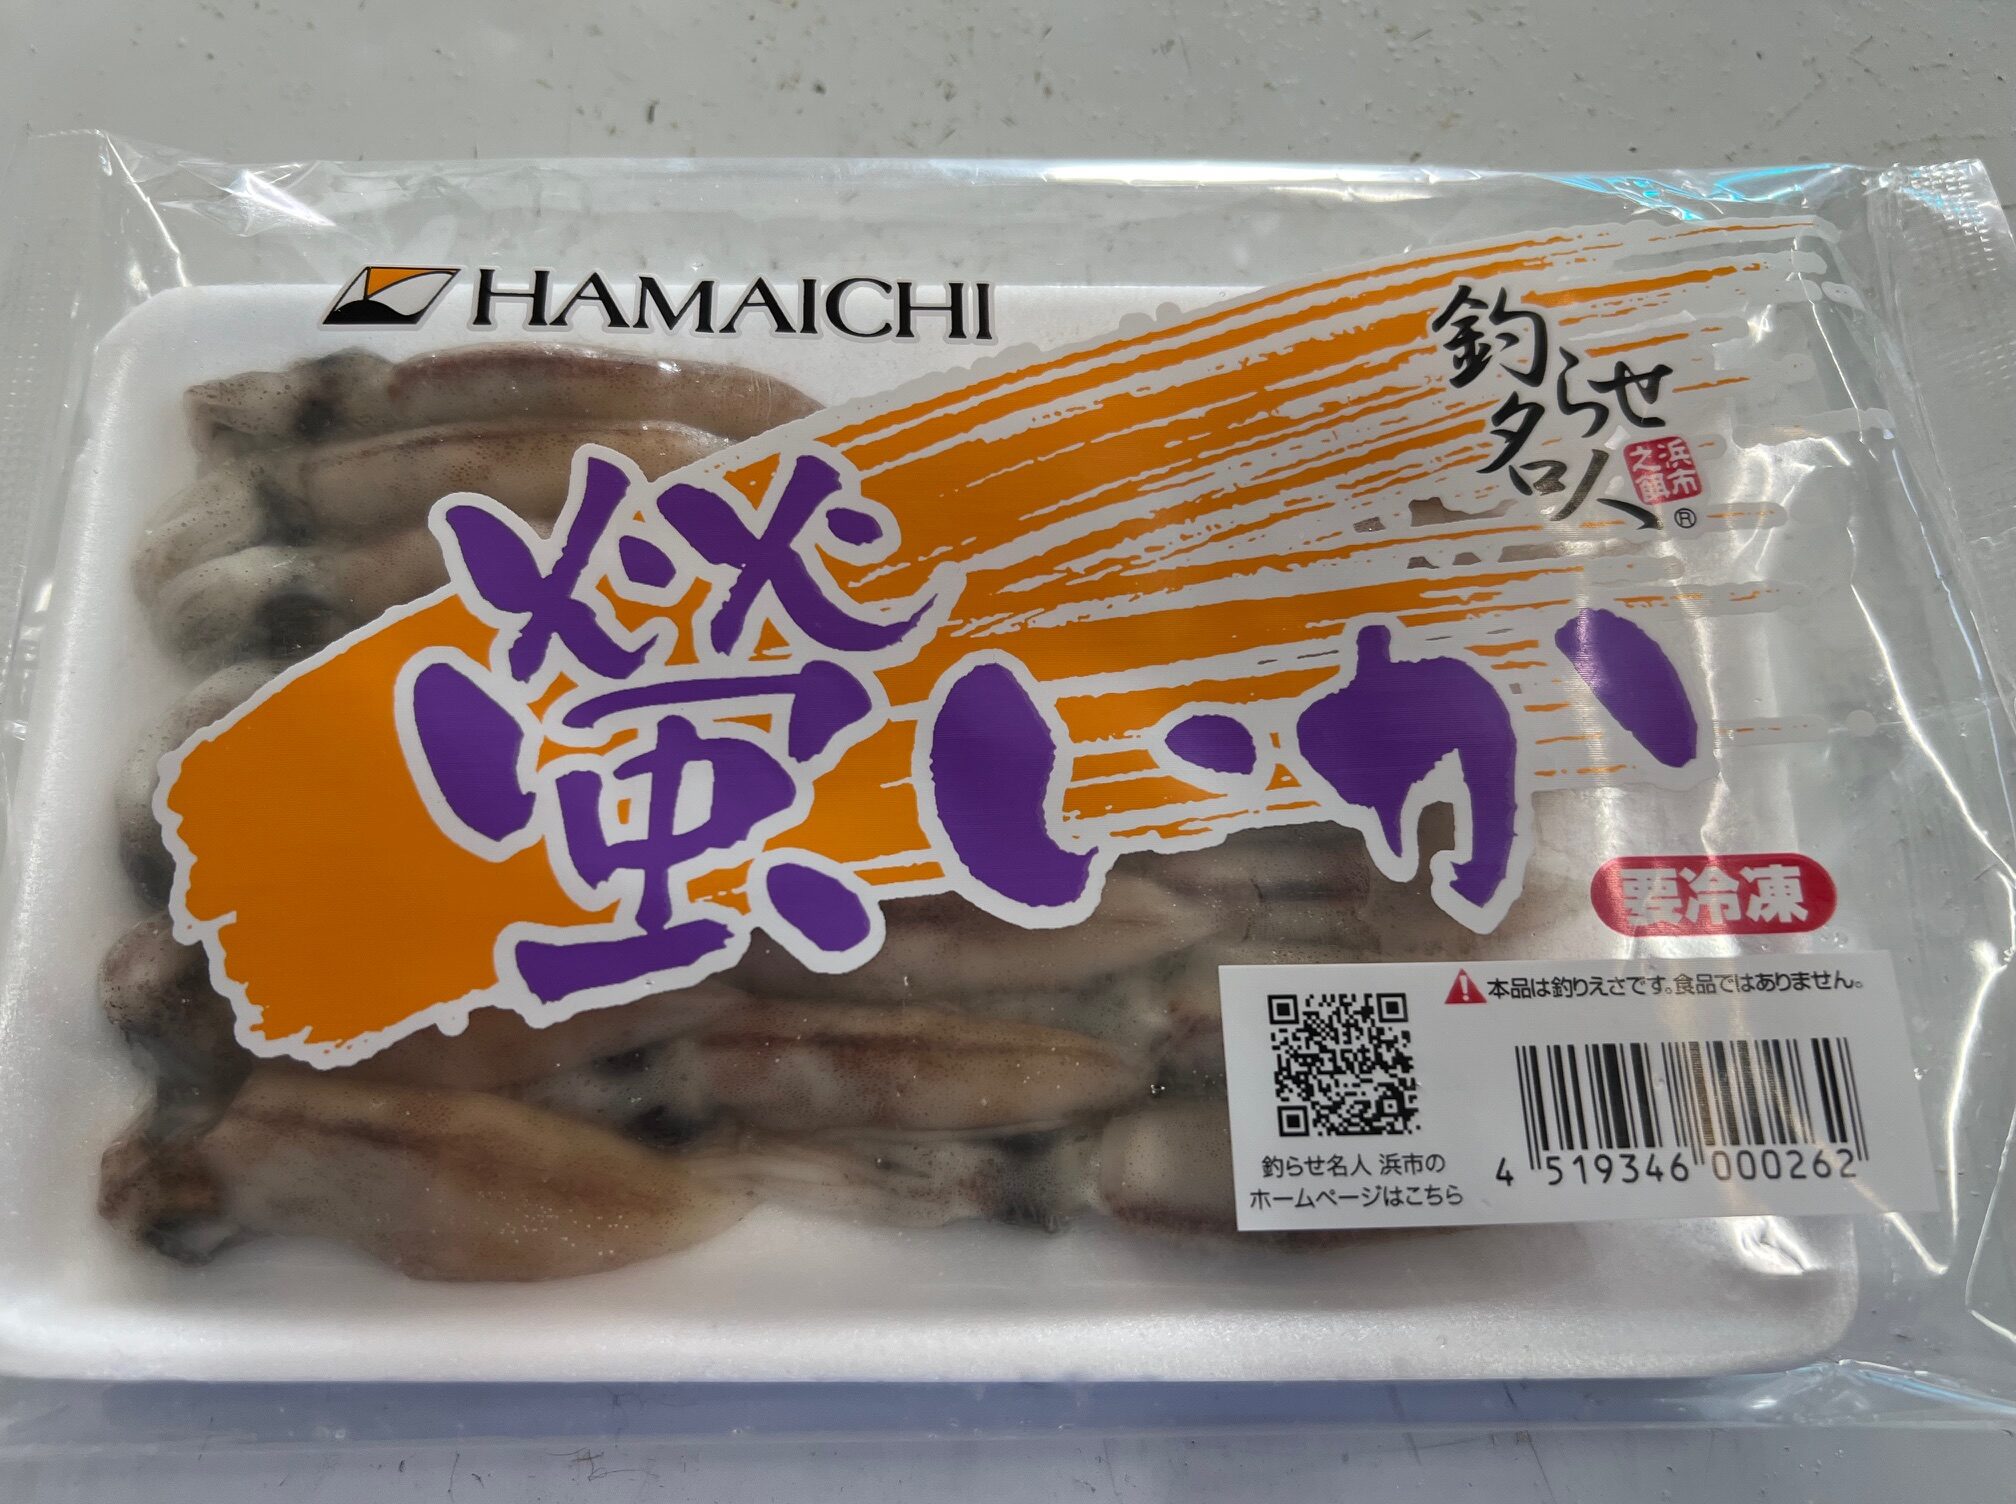 HAMAICHI
釣らせ
名人
浜市
之餌
®
螢いか
要冷凍
本品は釣りえさです。食品ではありません。
釣らせ名人 浜市の
ホームページはこちら
4 519346 000262